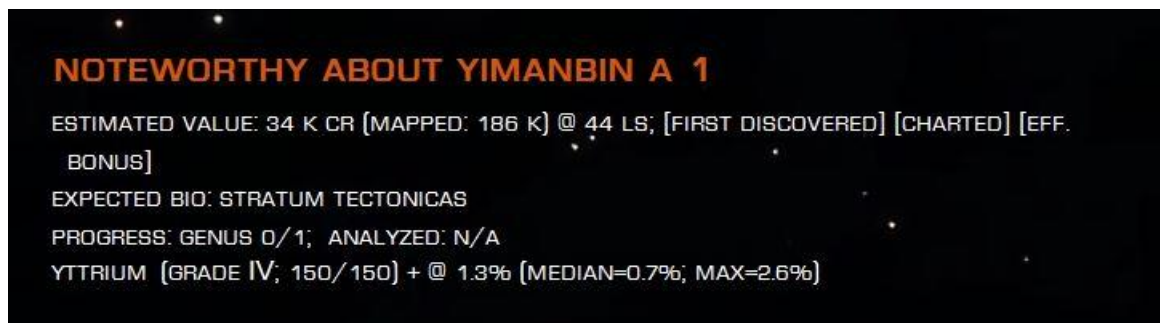 NOTEWORTHY ABOUT YIMANBIN A 1
ESTIMATED VALUE: 34 K CR (MAPPED: 186 K) @ 44 LS; [FIRST DISCOVERED] [CHARTED] [EFF.
BONUS]
EXPECTED BIO: STRATUM TECTONICAS
PROGRESS: GENUS 0/1; ANALYZED: N/A
YTTRIUM (GRADE IV; 150/150) + @ 1.3% (MEDIAN=0.7%; MAX=2.6%)